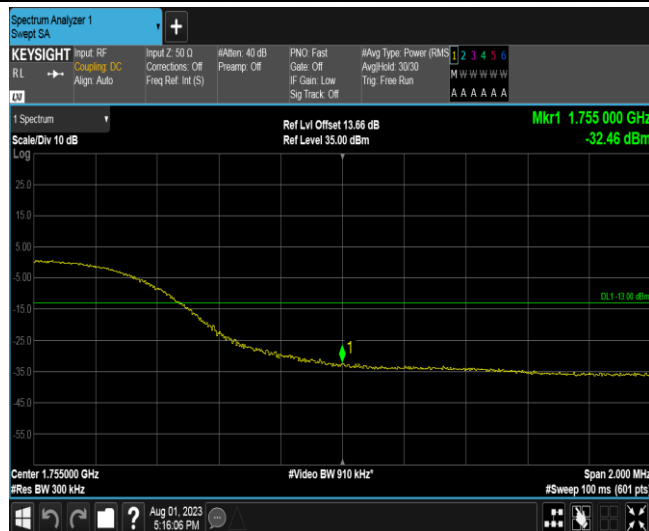 Spectrum Analyzer 1
Swept SA
KEYSIGHT
RL
LXI
Input: RF
Coupling: DC
Align: Auto
Input Z: 50 Ω
Corrections: Off
Freq Ref: Int (S)
#Atten: 40 dB
Preamp: Off
PNO: Fast
Gate: Off
IF Gain: Low
Sig Track: Off
#Avg Type: Power (RMS
Avg|Hold: 30/30
Trig: Free Run
1 2 3 4 5 6
M W W W W W
A A A A A A
1 Spectrum
Scale/Div 10 dB
Ref Lvl Offset 13.66 dB
Ref Level 35.00 dBm
Mkr1 1.755 000 GHz
-32.46 dBm
Log
25.0
15.0
5.00
-5.00
DL1 -13.00 dBm
-15.0
-25.0
1
-35.0
-45.0
-55.0
Center 1.755000 GHz
#Res BW 300 kHz
#Video BW 910 kHz*
Span 2.000 MHz
#Sweep 100 ms (601 pts)
?
Aug 01, 2023
5:16:06 PM